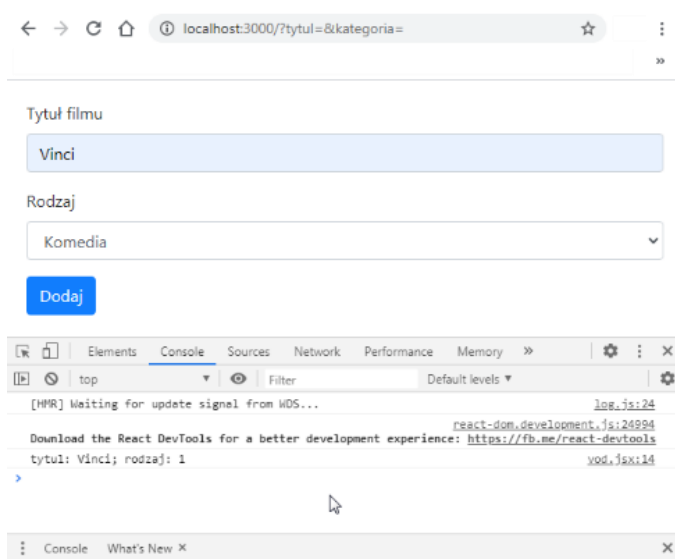 localhost:3000/?tytul=&kategoria=
»
Tytuł filmu
Vinci
Rodzaj
Komedia
Dodaj
Elements Console Sources Network Performance Memory »
top Filter Default levels ▼
[HMR] Waiting for update signal from WDS... log.js:24
react-dom.development.js:24994
Download the React DevTools for a better development experience: https://fb.me/react-devtools
tytul: Vinci; rodzaj: 1 vod.jsx:14
>
Console What's New ×